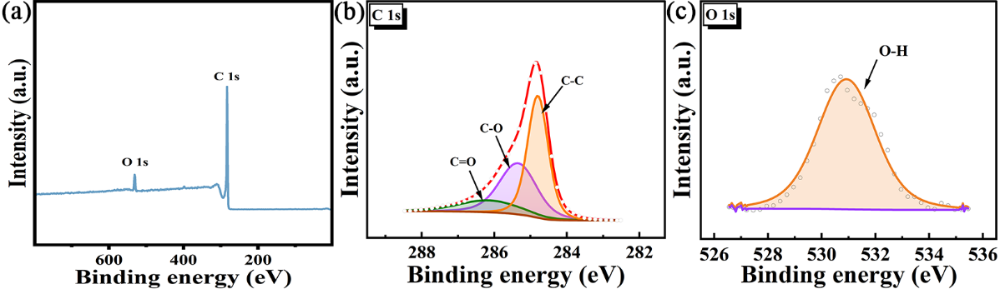 (a)
Intensity (a.u.)
C 1s
O 1s
600 400 200
Binding energy (eV)
(b)
C 1s
Intensity (a.u.)
C-C
C-O
C=O
288 286 284 282
Binding energy (eV)
(c)
O 1s
Intensity (a.u.)
O-H
526 528 530 532 534 536
Binding energy (eV)